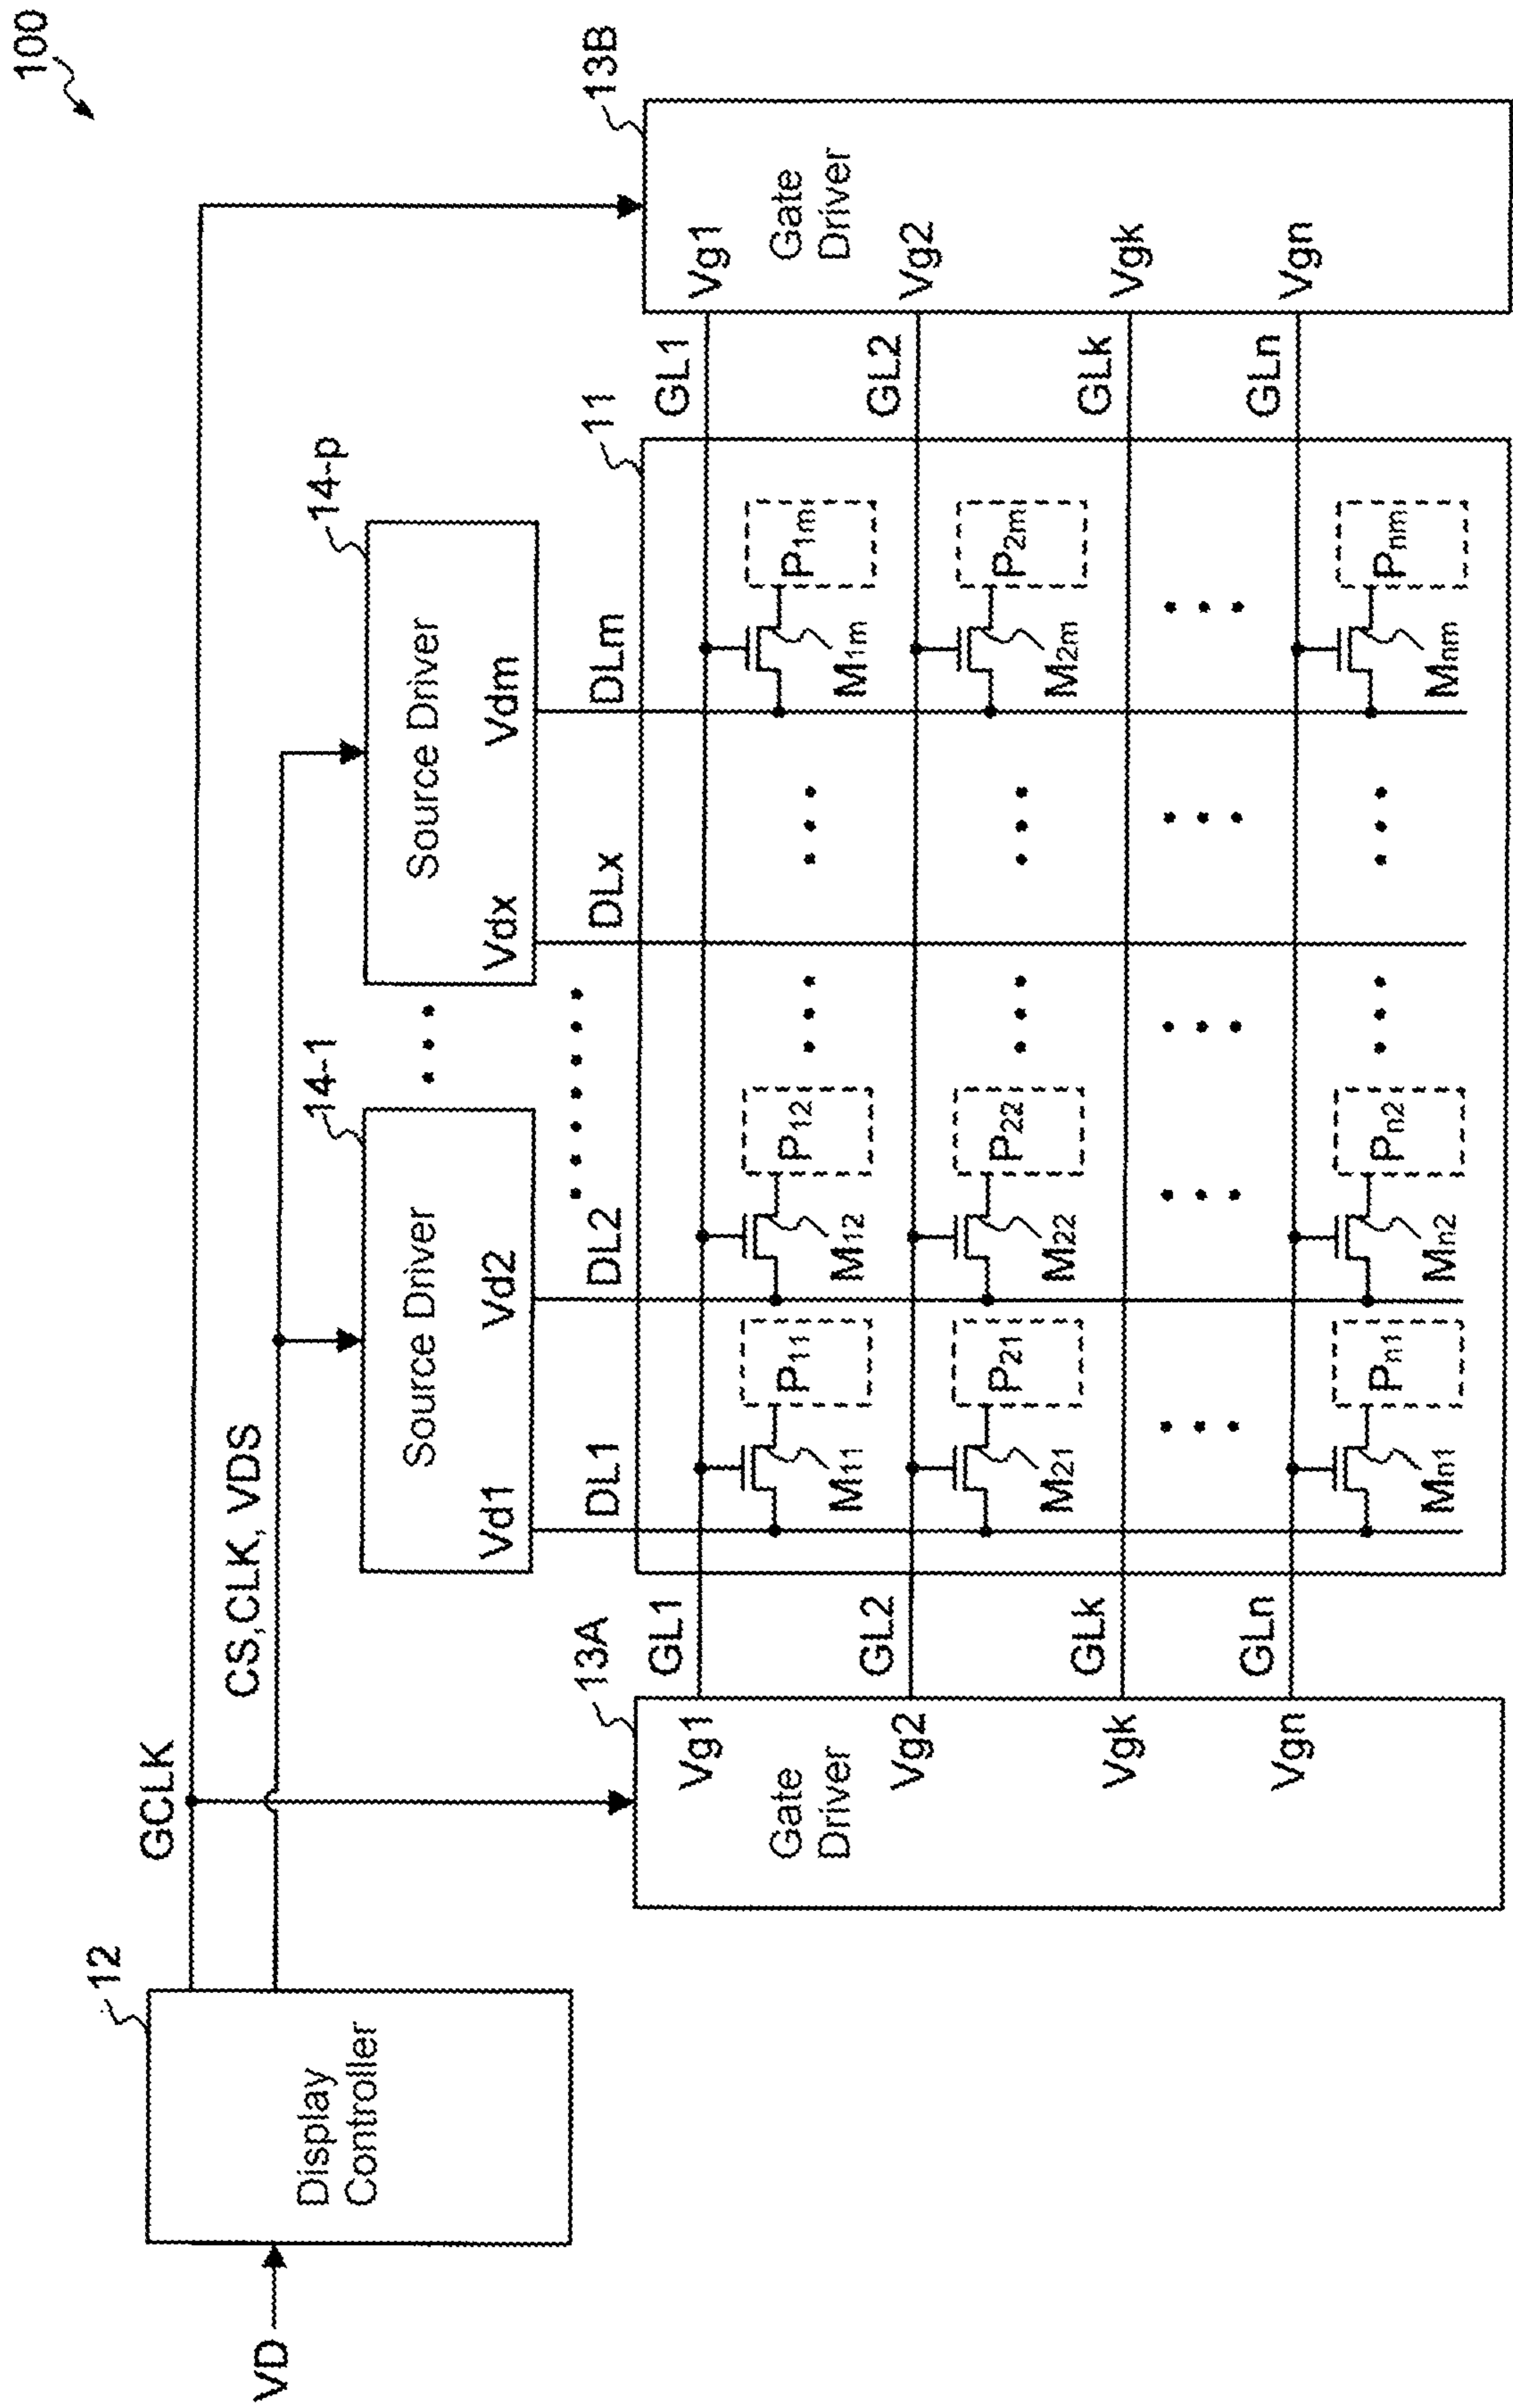 100
GCLK
CS,CLK, VDS
VD
12
Display
Controller
14-1
14-p
Source Driver
Vd1
Vd2
Source Driver
Vdx
Vdm
DL1
DL2
DLx
DLm
13A
11
13B
Gate
Driver
Vg1
Vg2
Vgk
Vgn
GL1
GL2
GLk
GLn
GL1
GL2
GLk
GLn
Gate
Driver
Vg1
Vg2
Vgk
Vgn
P11
P12
P1m
M11
M12
M1m
P21
P22
P2m
M21
M22
M2m
Pn1
Pn2
Pnm
Mn1
Mn2
Mnm